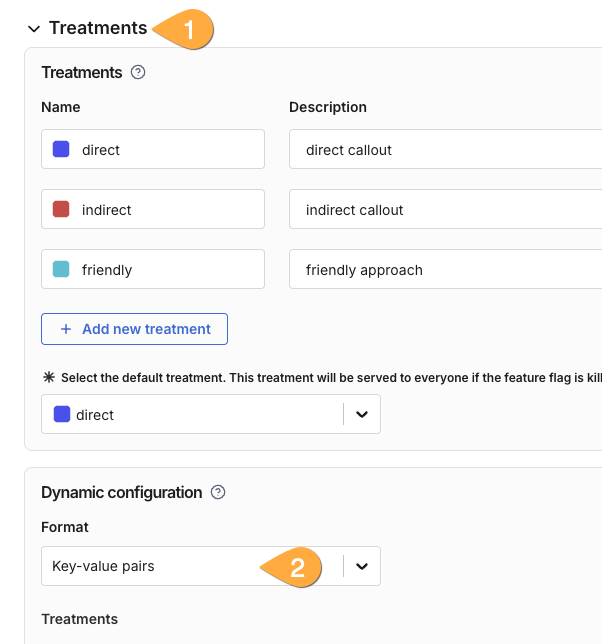 Treatments
1
Treatments
Name Description
direct direct callout
indirect indirect callout
friendly friendly approach
+ Add new treatment
✳ Select the default treatment. This treatment will be served to everyone if the feature flag is
direct
Dynamic configuration
Format
Key-value pairs
2
Treatments